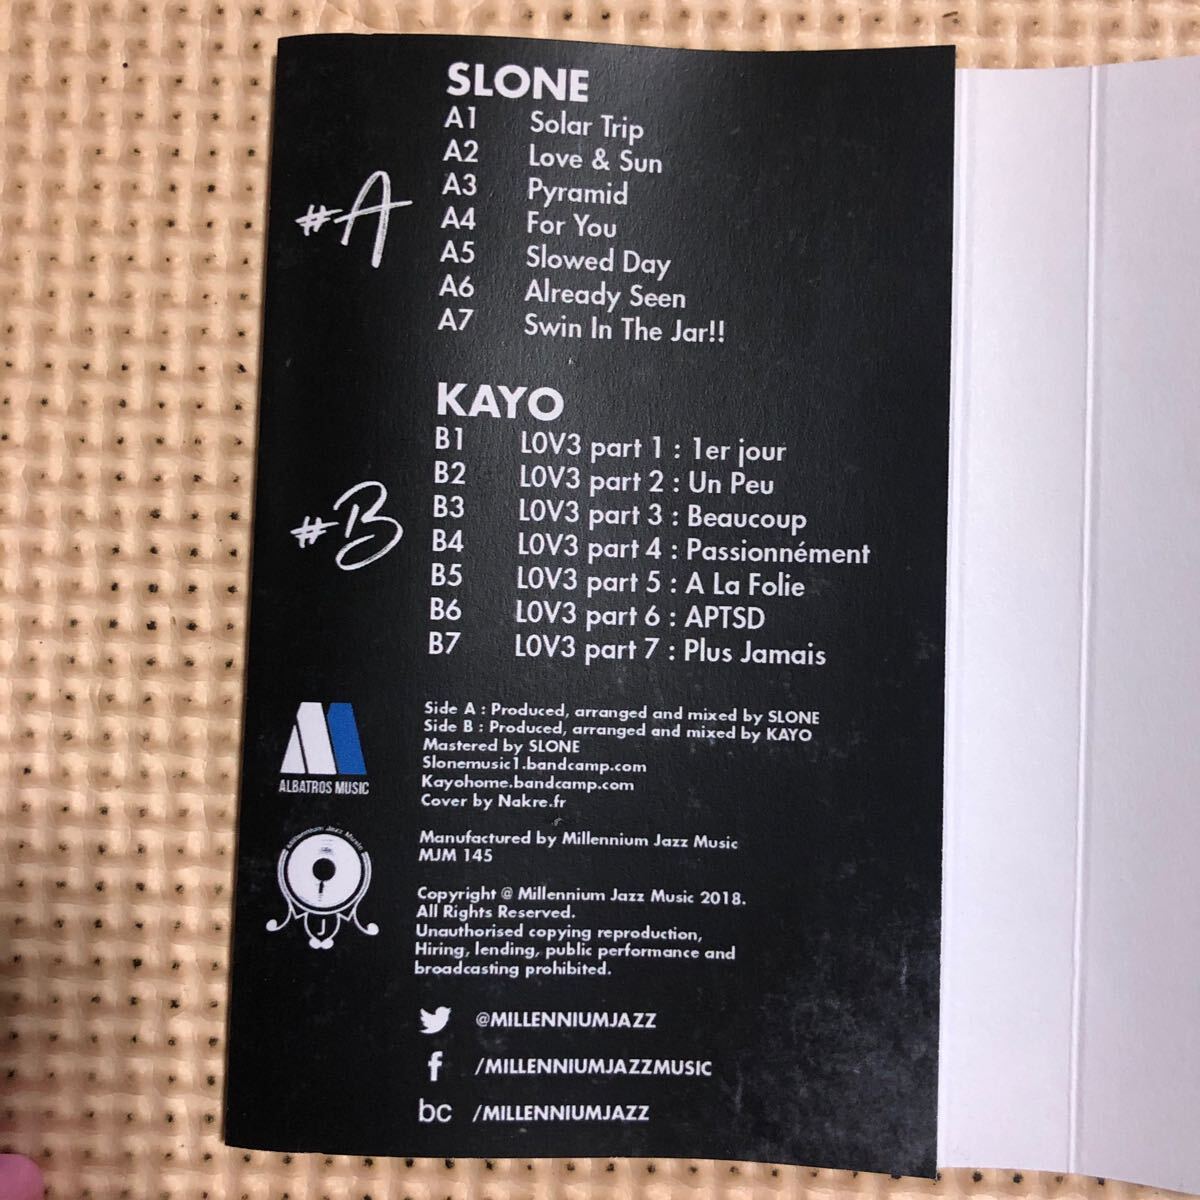 SLONE
A1 Solar Trip
A2 Love & Sun
A3 Pyramid
A4 For You
A5 Slowed Day
A6 Already Seen
A7 Swin In The Jar!!
#A
KAYO
B1 L0V3 part 1 : 1er jour
B2 L0V3 part 2 : Un Peu
B3 L0V3 part 3 : Beaucoup
B4 L0V3 part 4 : Passionnément
B5 L0V3 part 5 : A La Folie
B6 L0V3 part 6 : APTSD
B7 L0V3 part 7 : Plus Jamais
#B
Side A : Produced, arranged and mixed by SLONE
Side B : Produced, arranged and mixed by KAYO
Mastered by SLONE
Slonemusic1.bandcamp.com
Kayohome.bandcamp.com
Cover by Nakre.fr
ALBATROS MUSIC
Manufactured by Millennium Jazz Music
MJM 145
Millennium Jazz Music
J
Copyright @ Millennium Jazz Music 2018.
All Rights Reserved.
Unauthorised copying reproduction,
Hiring, lending, public performance and
broadcasting prohibited.
@MILLENNIUMJAZZ
f /MILLENNIUMJAZZMUSIC
bc /MILLENNIUMJAZZ